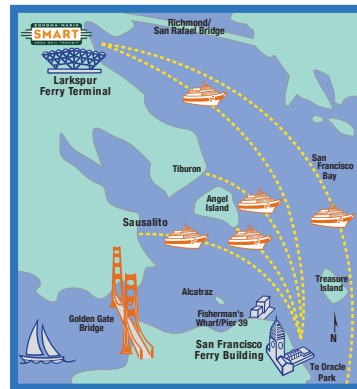 SONOMA-MARIN
SMART
AREA RAIL TRANSIT
Richmond/
San Rafael Bridge
Larkspur
Ferry Terminal
San
Francisco
Bay
Tiburon
Angel
Island
Sausalito
Treasure
Island
Alcatraz
Golden Gate
Bridge
Fisherman's
Wharf/Pier 39
N
San Francisco
Ferry Building
To Oracle
Park